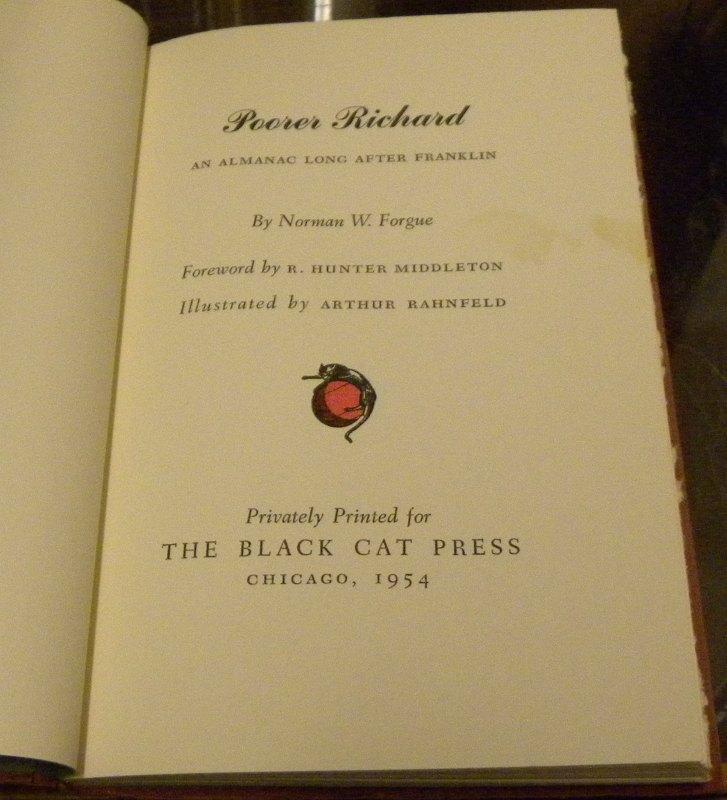 Poorer Richard
AN ALMANAC LONG AFTER FRANKLIN
By Norman W. Forgue
Foreword by R. HUNTER MIDDLETON
Illustrated by ARTHUR RAHNFELD
Privately Printed for
THE BLACK CAT PRESS
CHICAGO, 1954